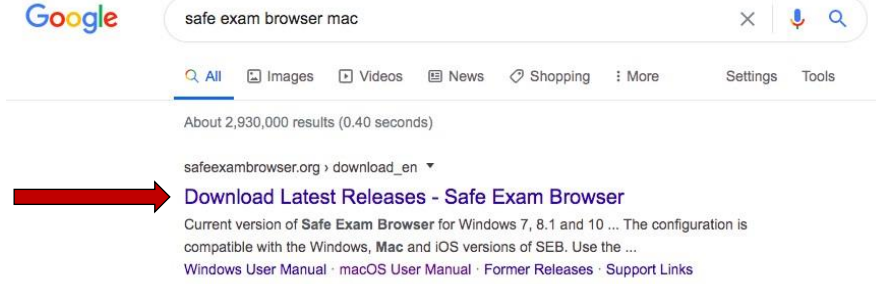 Google safe exam browser mac
All Images Videos News Shopping More Settings Tools
About 2,930,000 results (0.40 seconds)
safeexambrowser.org › download_en
Download Latest Releases - Safe Exam Browser
Current version of Safe Exam Browser for Windows 7, 8.1 and 10 ... The configuration is
compatible with the Windows, Mac and iOS versions of SEB. Use the ...
Windows User Manual · macOS User Manual · Former Releases · Support Links